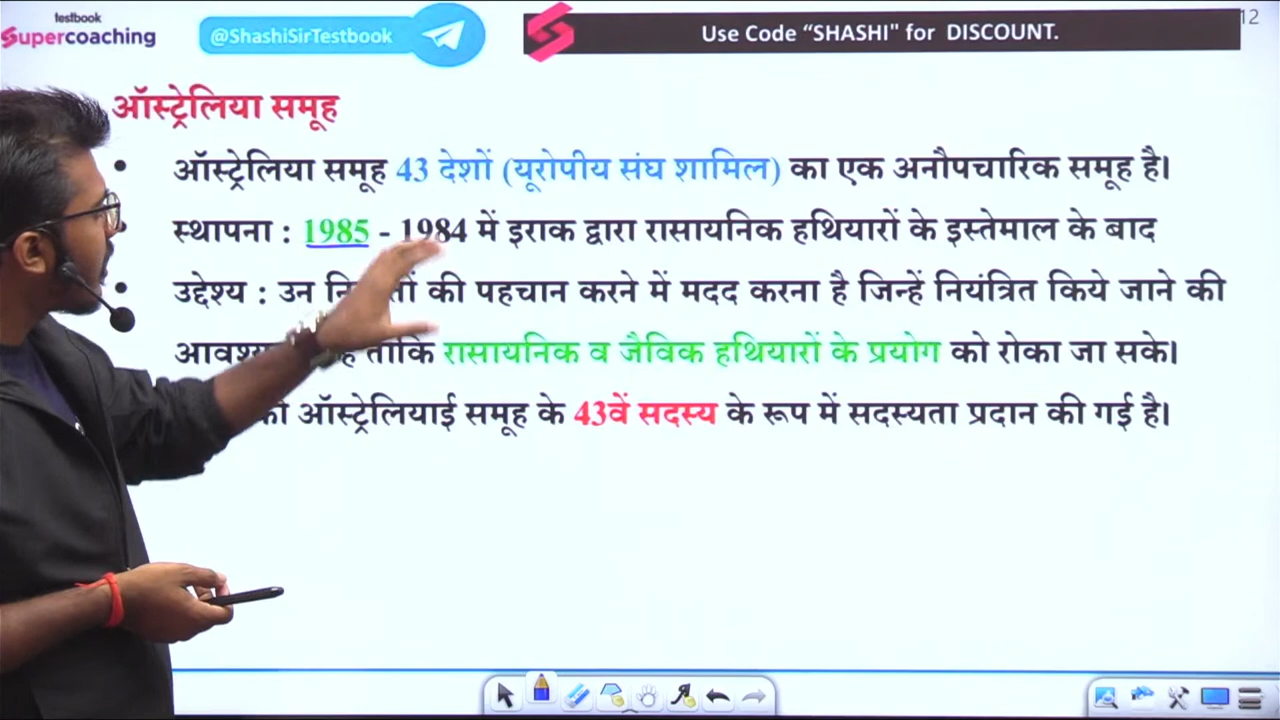 testbook
Supercoaching
@ShashiSirTestbook
Use Code “SHASHI" for DISCOUNT.
12
ऑस्ट्रेलिया समूह
• ऑस्ट्रेलिया समूह 43 देशों (यूरोपीय संघ शामिल) का एक अनौपचारिक समूह है।
• स्थापना : 1985 - 1984 में इराक द्वारा रासायनिक हथियारों के इस्तेमाल के बाद
• उद्देश्य : उन की पहचान करने में मदद करना है जिन्हें नियंत्रित किये जाने की
ताकि रासायनिक व जैविक हथियारों के प्रयोग को रोका जा सके।
को ऑस्ट्रेलियाई समूह के 43वें सदस्य के रूप में सदस्यता प्रदान की गई है।